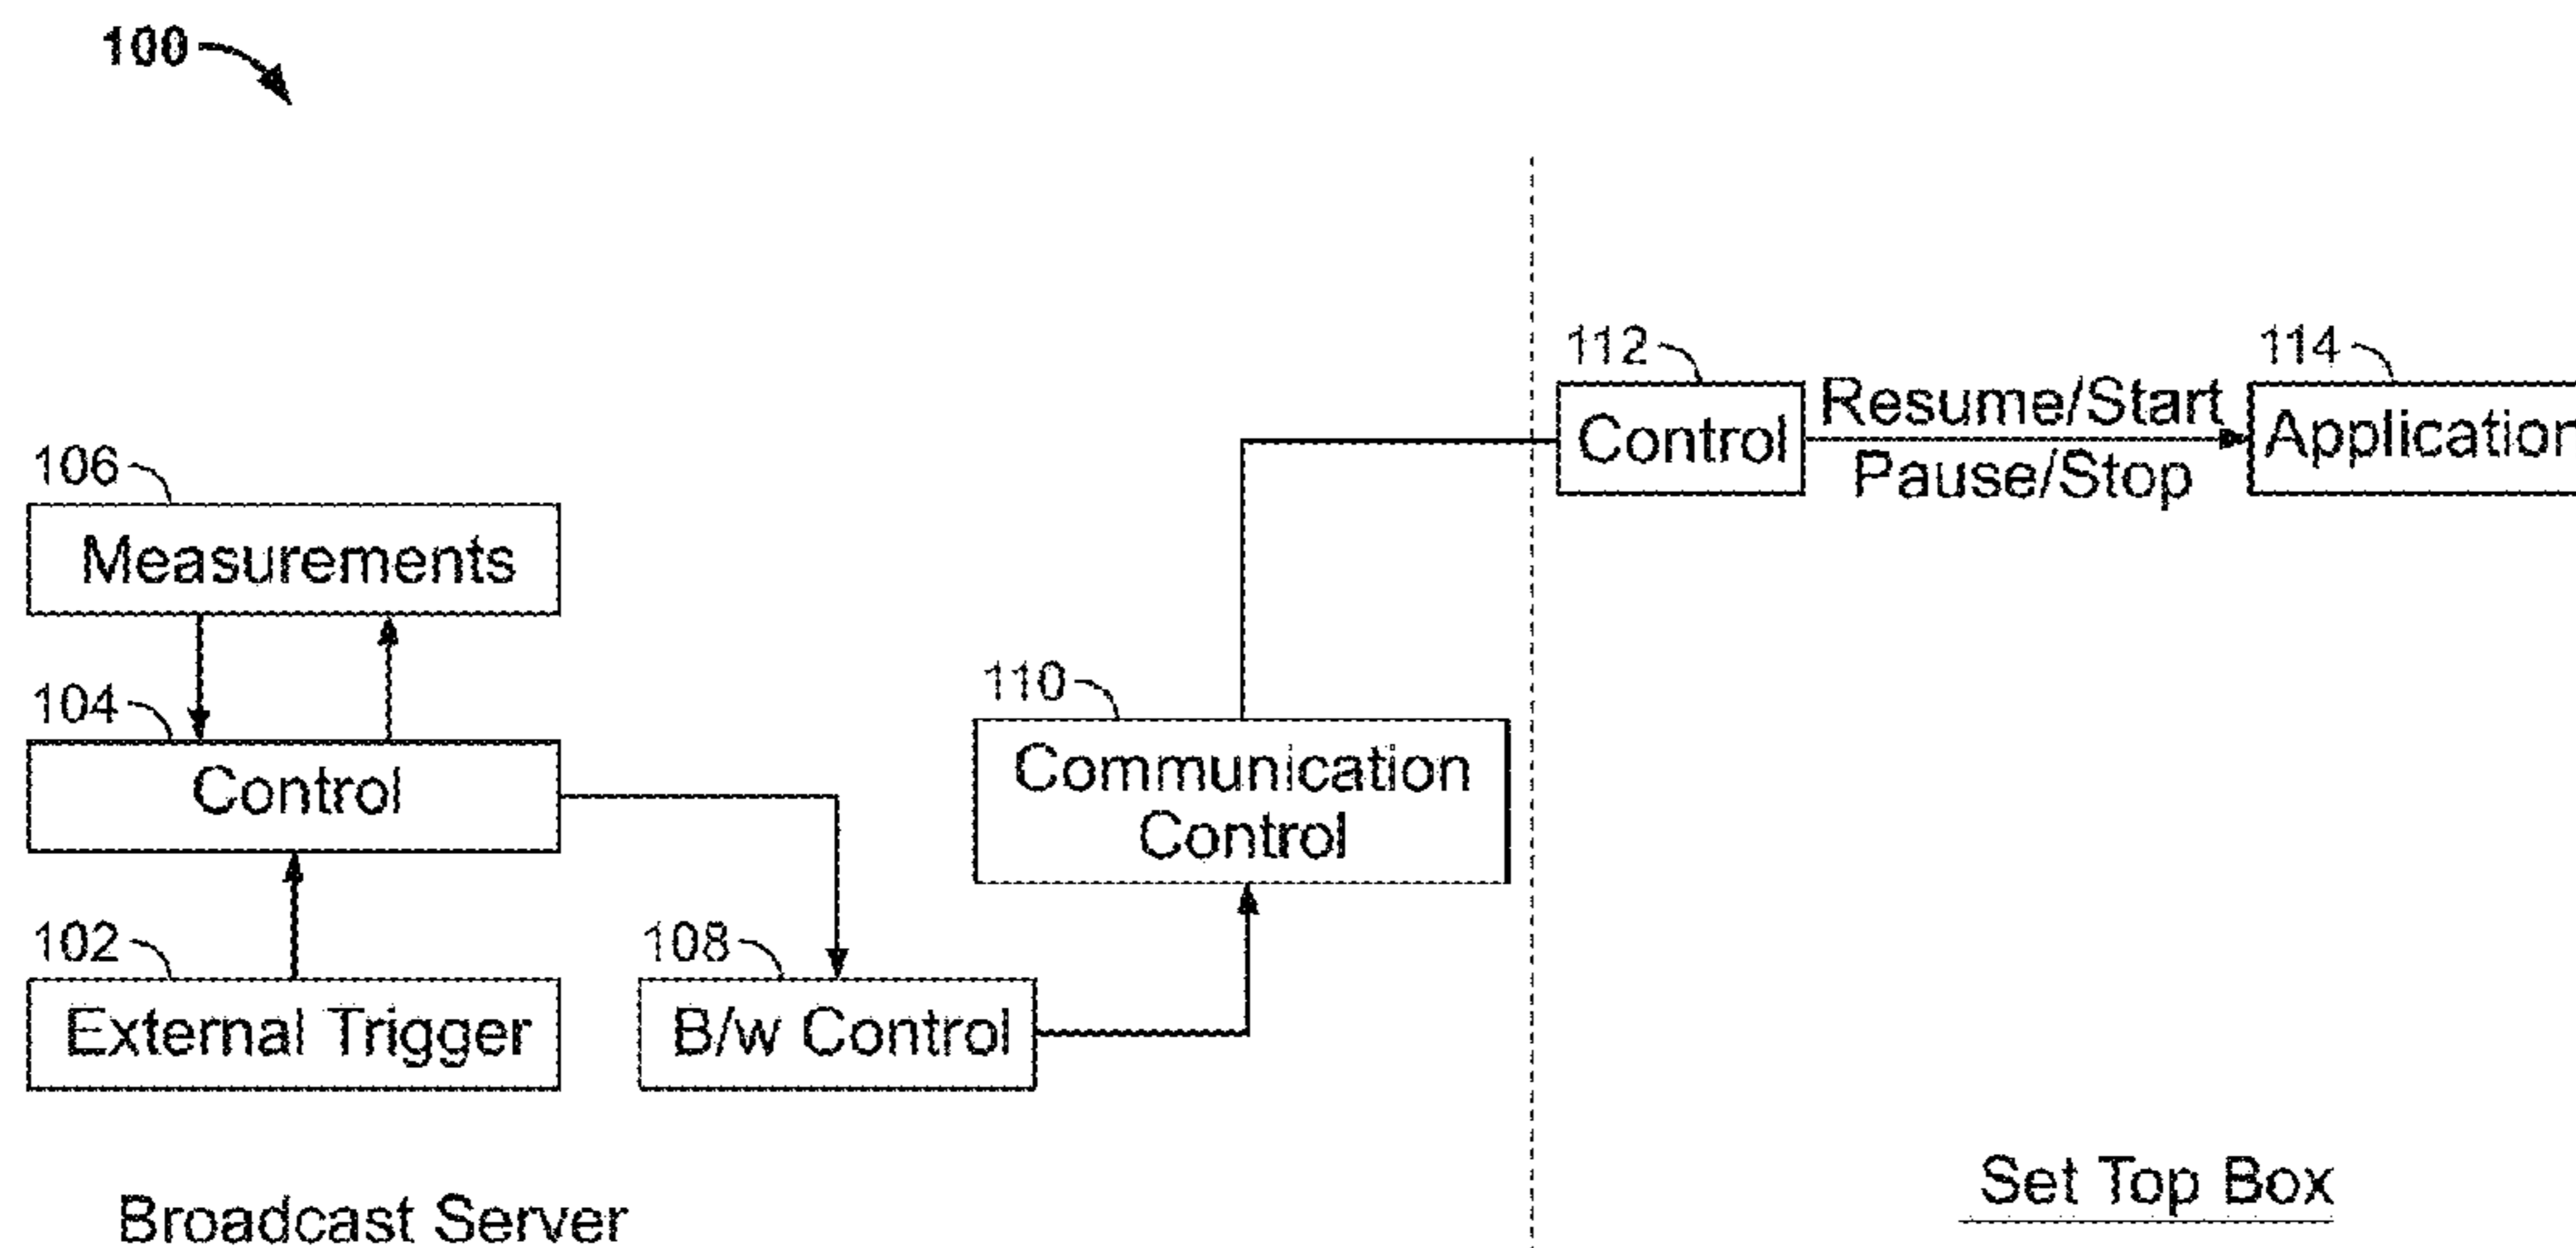 100
112
114
Control
Resume/Start
Pause/Stop
Application
106
Measurements
104
Control
110
Communication
Control
102
External Trigger
108
B/w Control
Broadcast Server
Set Top Box